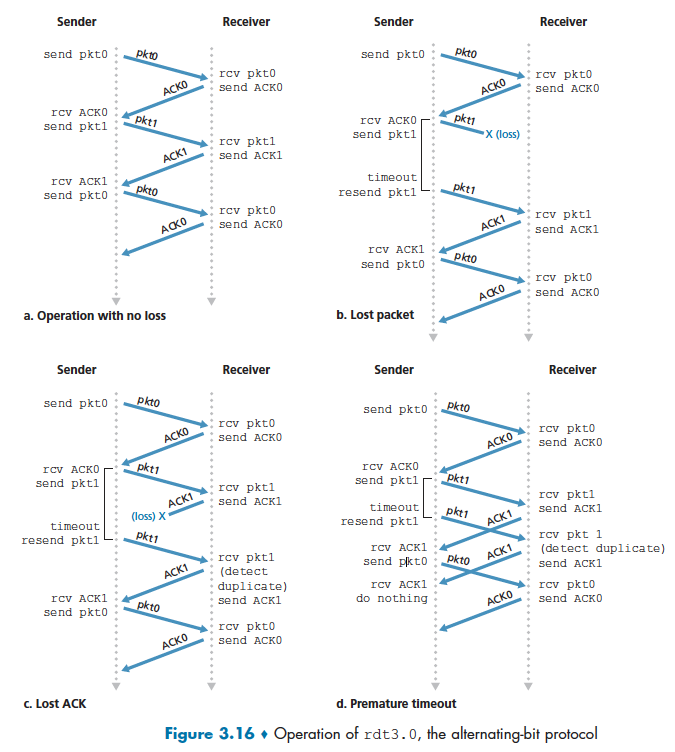 Sender Receiver
send pkt0 pkt0
rcv pkt0
ACK0 send ACK0
rcv ACK0
send pkt1 pkt1
rcv pkt1
ACK1 send ACK1
rcv ACK1
send pkt0 pkt0
rcv pkt0
ACK0 send ACK0
a. Operation with no loss
Sender Receiver
send pkt0 pkt0
rcv pkt0
ACK0 send ACK0
rcv ACK0 pkt1
send pkt1 X (loss)
timeout
resend pkt1 pkt1
rcv pkt1
ACK1 send ACK1
rcv ACK1
send pkt0 pkt0
rcv pkt0
ACK0 send ACK0
b. Lost packet
Sender Receiver
send pkt0 pkt0
rcv pkt0
ACK0 send ACK0
rcv ACK0 pkt1
send pkt1
rcv pkt1
ACK1 send ACK1
(loss) X
timeout
resend pkt1 pkt1
rcv pkt1
ACK1 (detect
duplicate)
rcv ACK1 send ACK1
send pkt0 pkt0
rcv pkt0
ACK0 send ACK0
c. Lost ACK
Sender Receiver
send pkt0 pkt0
rcv pkt0
ACK0 send ACK0
rcv ACK0
send pkt1 pkt1
rcv pkt1
timeout send ACK1
resend pkt1 pkt1 ACK1
rcv pkt 1
rcv ACK1 ACK1 (detect duplicate)
send pkt0 pkt0 send ACK1
rcv ACK1 rcv pkt0
do nothing ACK0 send ACK0
d. Premature timeout
Figure 3.16 ♦ Operation of rdt3.0, the alternating-bit protocol